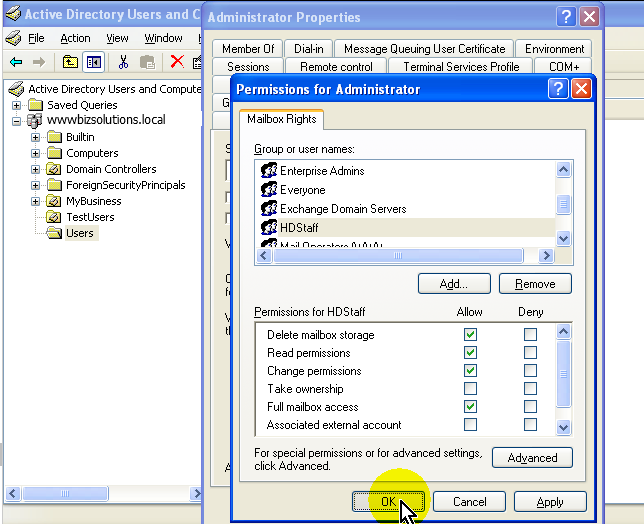 Active Directory Users and C
File Action View Window
Active Directory Users and Compute
Saved Queries
wwwbizsolutions.local
Builtin
Computers
Domain Controllers
ForeignSecurityPrincipals
MyBusiness
TestUsers
Users
Administrator Properties
Member Of Dial-in Message Queuing User Certificate Environment
Sessions Remote control Terminal Services Profile COM+
Permissions for Administrator
Mailbox Rights
Group or user names:
Enterprise Admins
Everyone
Exchange Domain Servers
HDStaff
Add... Remove
Permissions for HDStaff Allow Deny
Delete mailbox storage
Read permissions
Change permissions
Take ownership
Full mailbox access
Associated external account
For special permissions or for advanced settings,
click Advanced.
Advanced
OK Cancel Apply